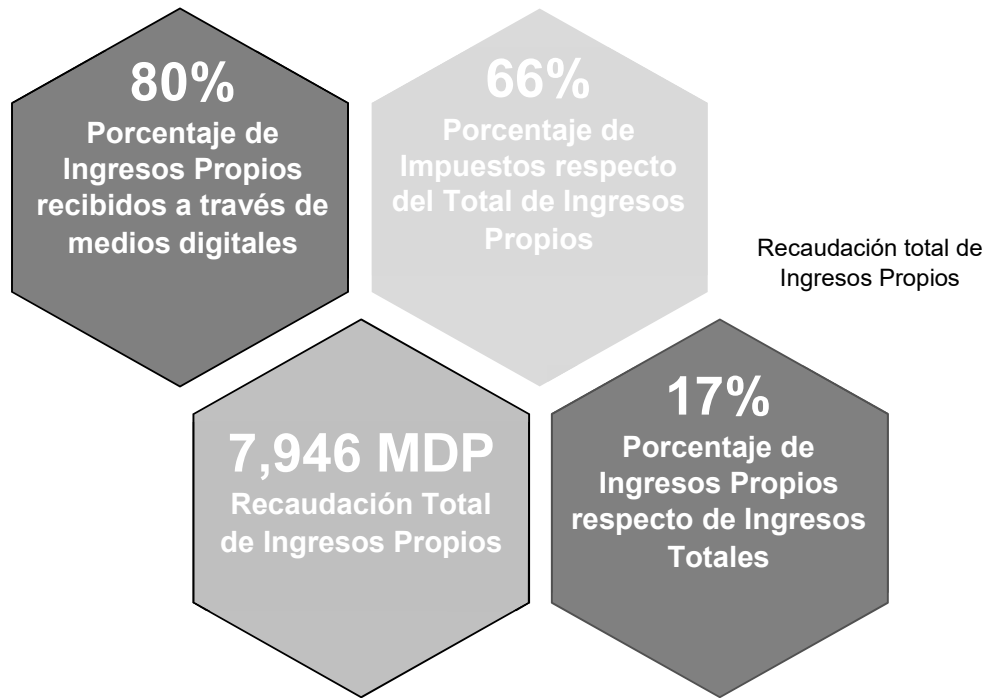 80%
Porcentaje de
Ingresos Propios
recibidos a través de
medios digitales
66%
Porcentaje de
Impuestos respecto
del Total de Ingresos
Propios
Recaudación total de
Ingresos Propios
7,946 MDP
Recaudación Total
de Ingresos Propios
17%
Porcentaje de
Ingresos Propios
respecto de Ingresos
Totales